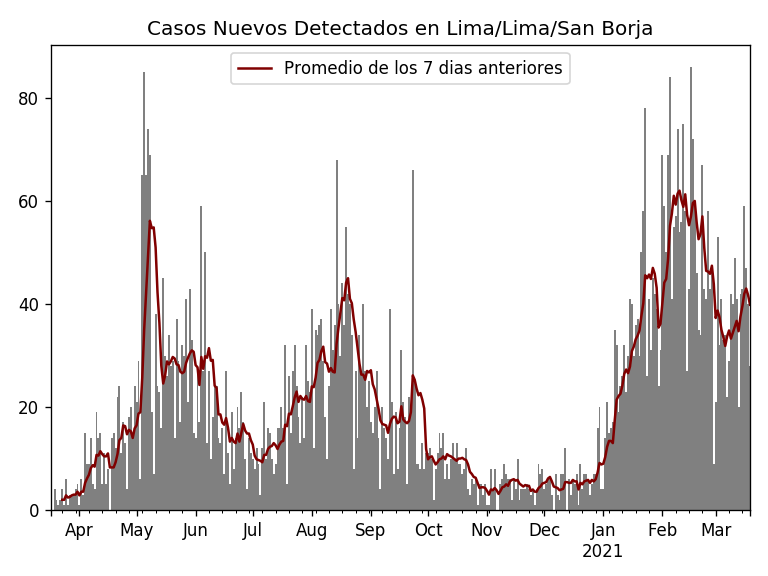 Casos Nuevos Detectados en Lima/Lima/San Borja
Promedio de los 7 dias anteriores
80
60
40
20
0
Apr May Jun Jul Aug Sep Oct Nov Dec Jan Feb Mar
2021